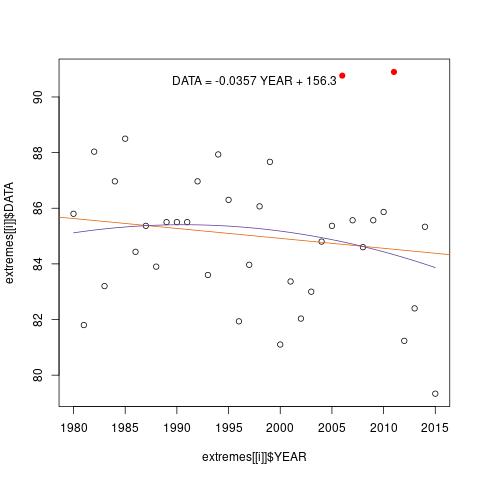 DATA = -0.0357 YEAR + 156.3
90
88
86
84
82
80
extremes[[i]]$DATA
1980 1985 1990 1995 2000 2005 2010 2015
extremes[[i]]$YEAR